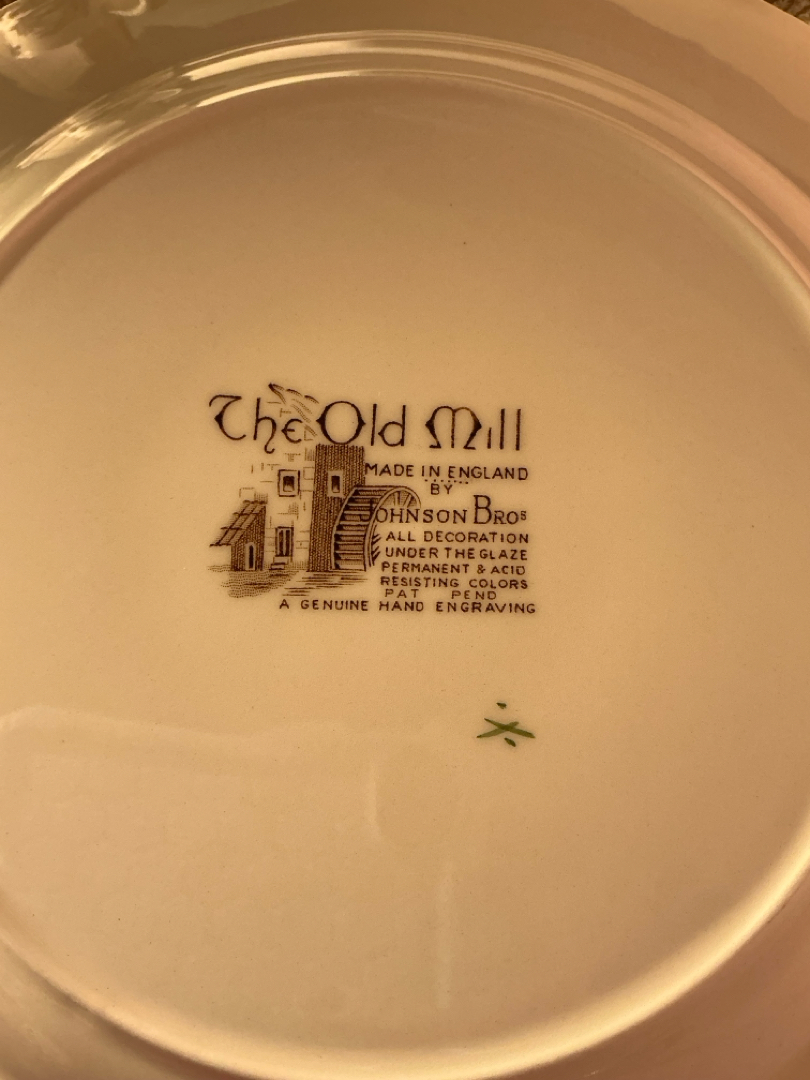 The Old Mill
MADE IN ENGLAND
BY
JOHNSON BROS
ALL DECORATION
UNDER THE GLAZE
PERMANENT & ACID
RESISTING COLORS
PAT PEND
A GENUINE HAND ENGRAVING